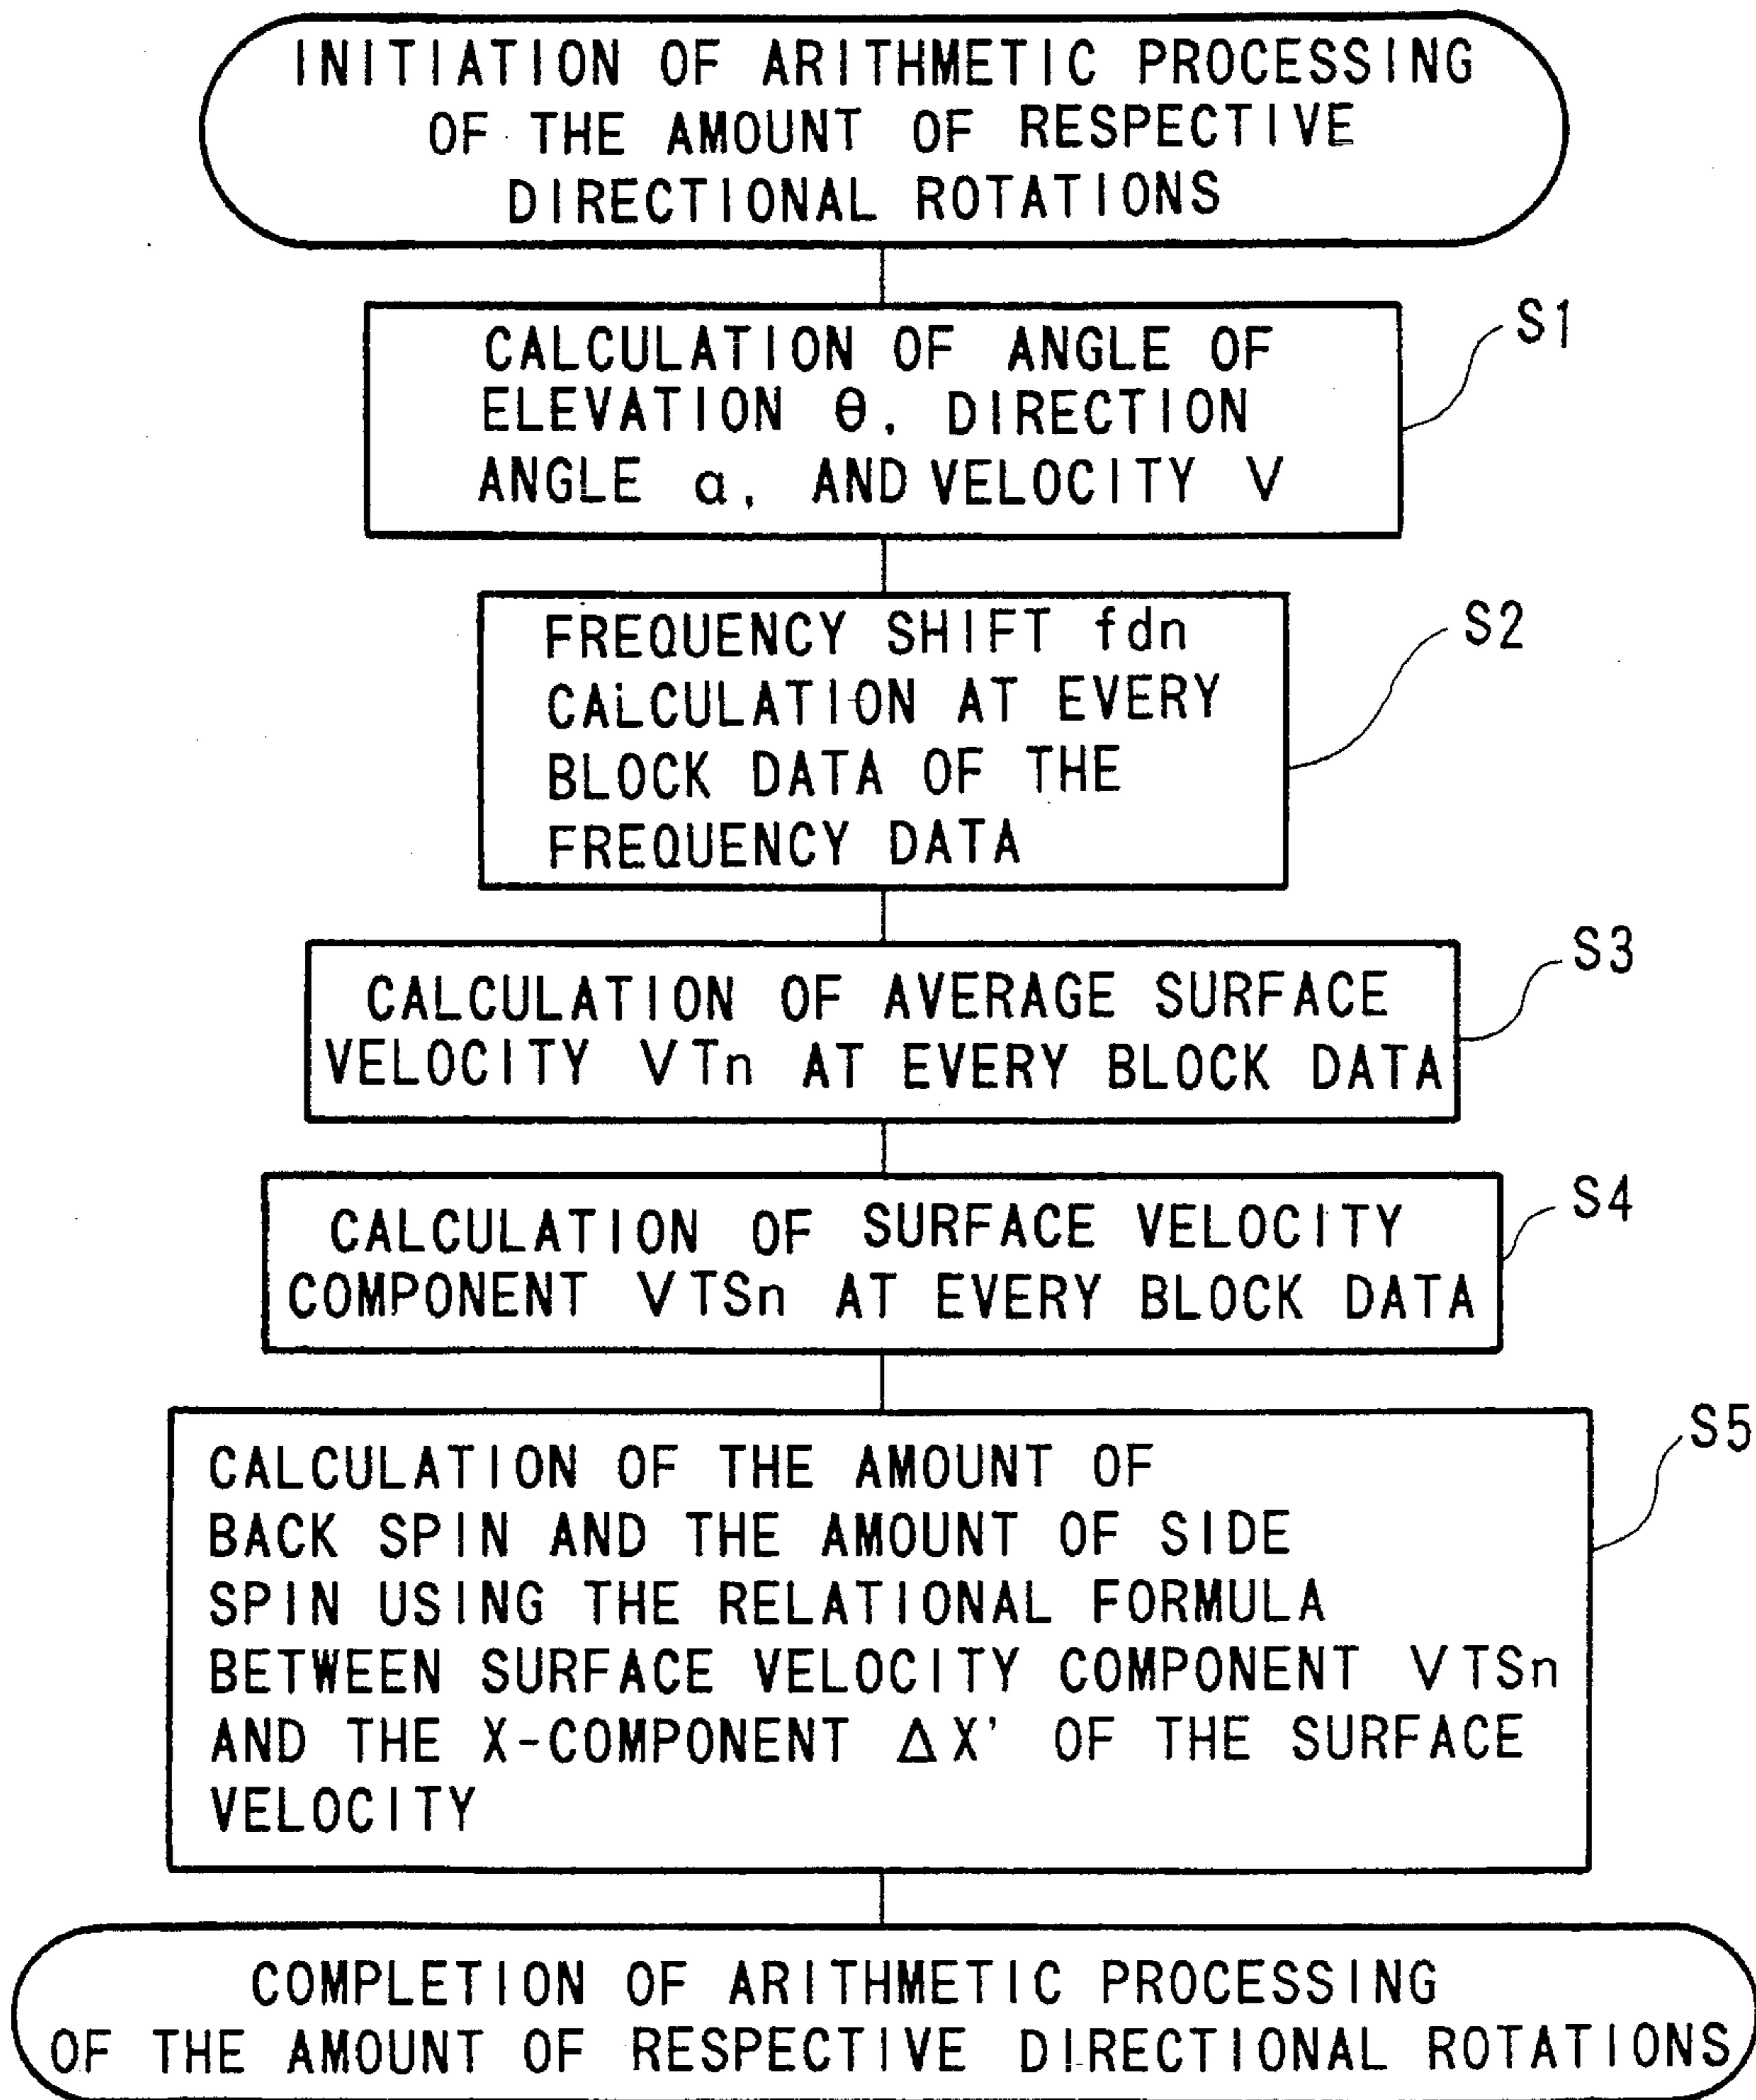 INITIATION OF ARITHMETIC PROCESSING
OF THE AMOUNT OF RESPECTIVE
DIRECTIONAL ROTATIONS
S1
CALCULATION OF ANGLE OF
ELEVATION θ, DIRECTION
ANGLE α, AND VELOCITY V
S2
FREQUENCY SHIFT fdn
CALCULATION AT EVERY
BLOCK DATA OF THE
FREQUENCY DATA
S3
CALCULATION OF AVERAGE SURFACE
VELOCITY VTn AT EVERY BLOCK DATA
S4
CALCULATION OF SURFACE VELOCITY
COMPONENT VTSn AT EVERY BLOCK DATA
S5
CALCULATION OF THE AMOUNT OF
BACK SPIN AND THE AMOUNT OF SIDE
SPIN USING THE RELATIONAL FORMULA
BETWEEN SURFACE VELOCITY COMPONENT VTSn
AND THE X-COMPONENT ΔX' OF THE SURFACE
VELOCITY
COMPLETION OF ARITHMETIC PROCESSING
OF THE AMOUNT OF RESPECTIVE DIRECTIONAL ROTATIONS